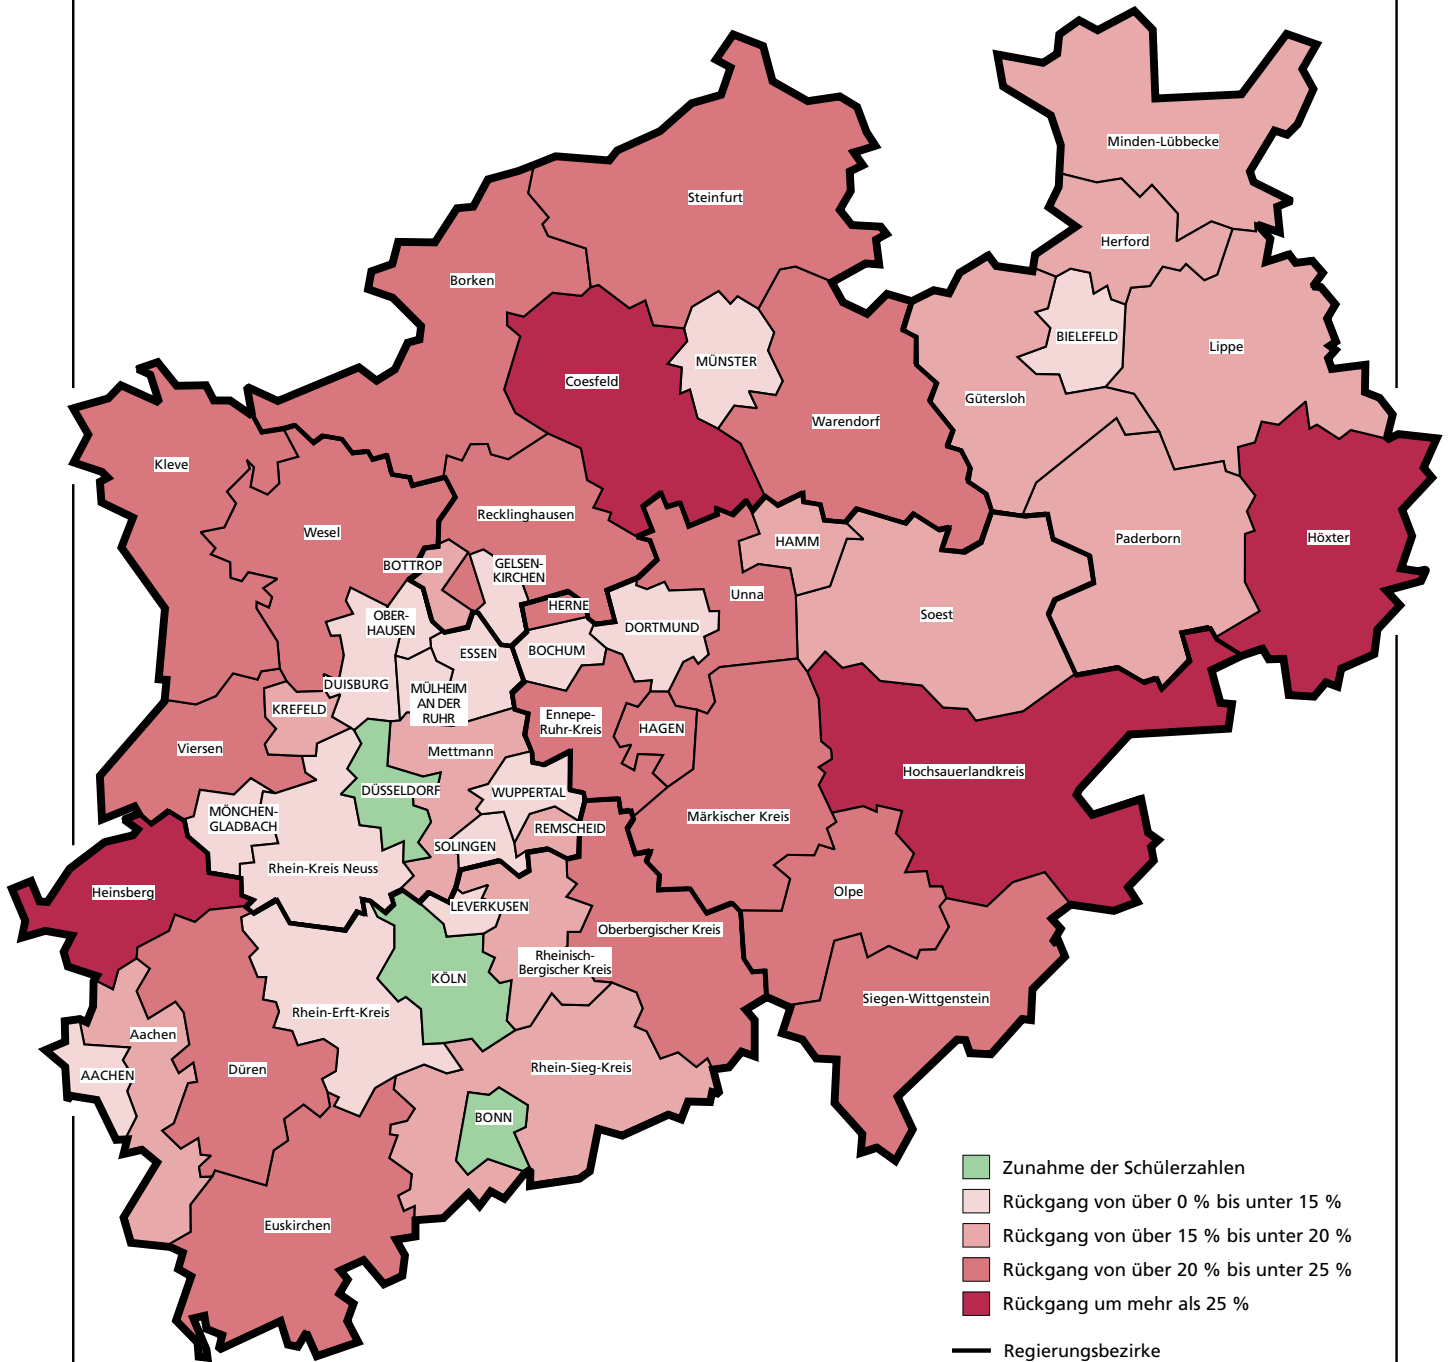 Minden-Lübbecke
Steinfurt
Herford
Borken
BIELEFELD
Lippe
MÜNSTER
Coesfeld
Gütersloh
Warendorf
Kleve
Recklinghausen
Wesel
HAMM
Paderborn
Höxter
BOTTROP
GELSEN-
KIRCHEN
Unna
HERNE
Soest
OBER-
HAUSEN
DORTMUND
ESSEN
BOCHUM
DUISBURG
MÜLHEIM
AN DER
RUHR
KREFELD
Ennepe-
Ruhr-Kreis
HAGEN
Viersen
Mettmann
Hochsauerlandkreis
DÜSSELDORF
WUPPERTAL
MÖNCHEN-
GLADBACH
Märkischer Kreis
REMSCHEID
SOLINGEN
Rhein-Kreis Neuss
Heinsberg
Olpe
LEVERKUSEN
Oberbergischer Kreis
Rheinisch-
Bergischer Kreis
KÖLN
Siegen-Wittgenstein
Rhein-Erft-Kreis
Aachen
Düren
Rhein-Sieg-Kreis
AACHEN
BONN
Euskirchen
Zunahme der Schülerzahlen
Rückgang von über 0 % bis unter 15 %
Rückgang von über 15 % bis unter 20 %
Rückgang von über 20 % bis unter 25 %
Rückgang um mehr als 25 %
Regierungsbezirke